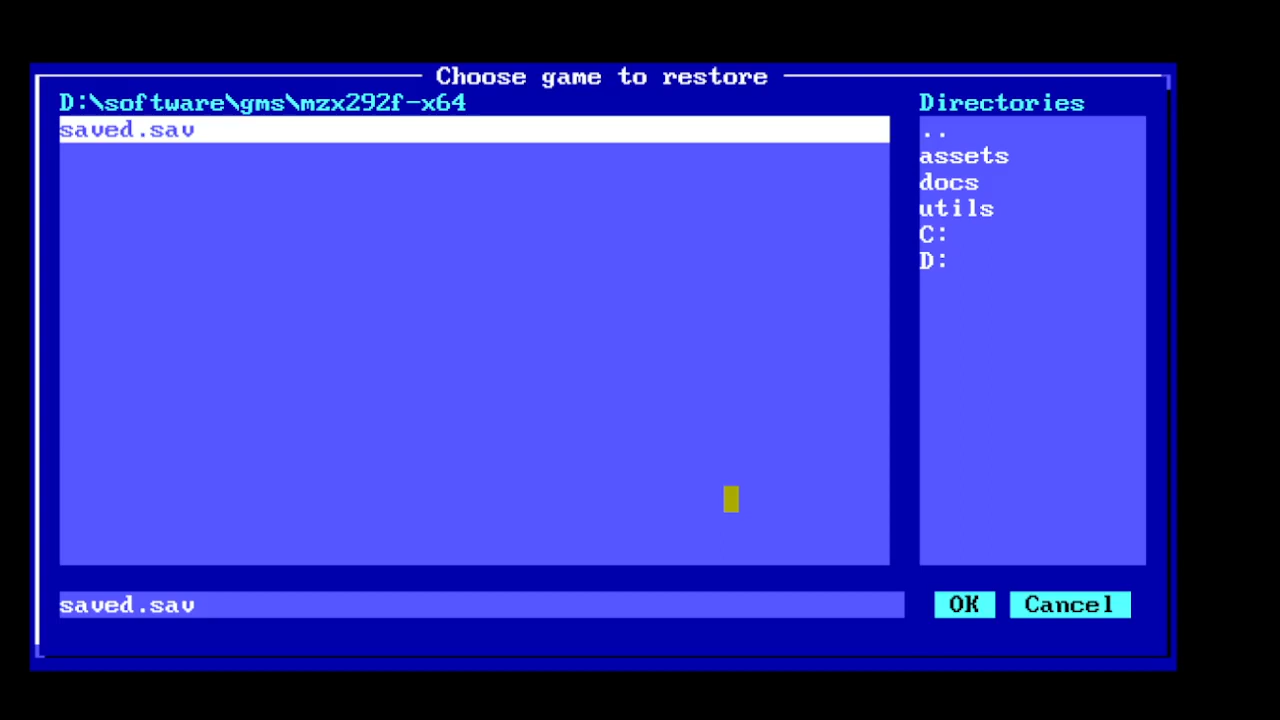 Choose game to restore
D:\software\gms\mzx292f-x64
saved.sav
Directories
..
assets
docs
utils
C:
D:
saved.sav
OK
Cancel